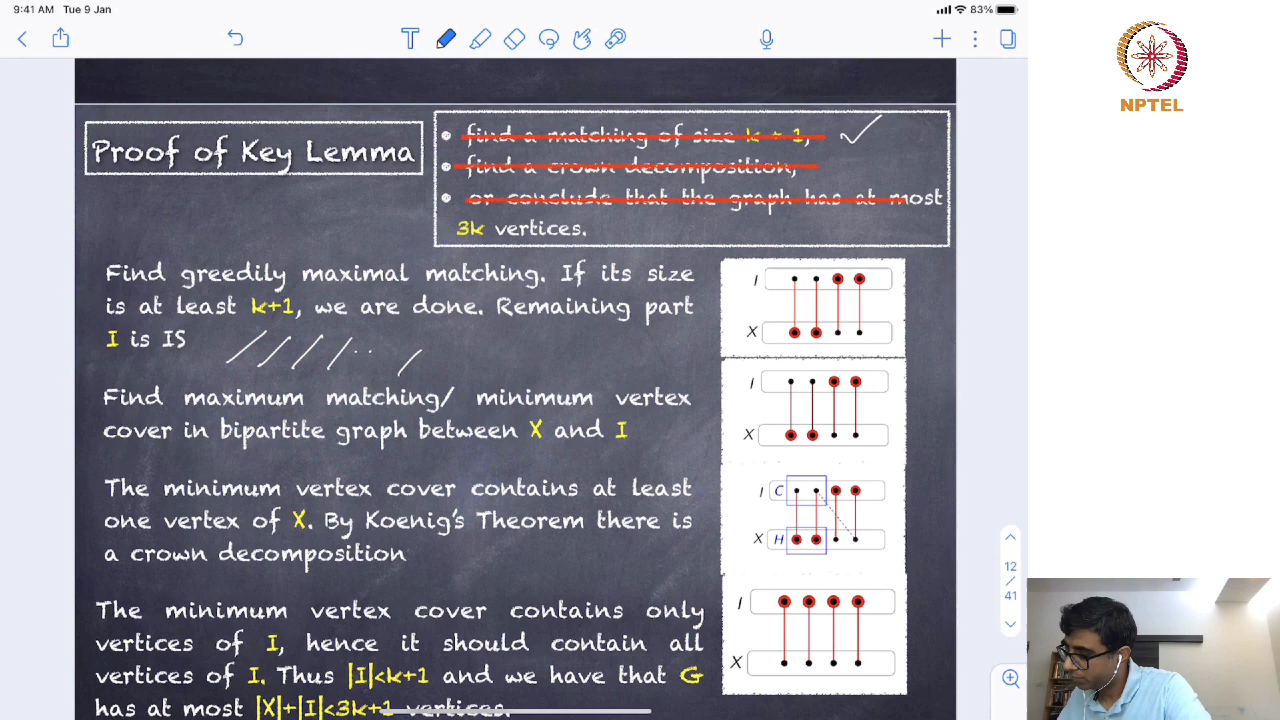 9:41 AM Tue 9 Jan
83%
NPTEL
Proof of Key Lemma
find a matching of size k + 1,
find a crown decomposition,
or conclude that the graph has at most
3k vertices.
Find greedily maximal matching. If its size
is at least k+1, we are done. Remaining part
I is IS
Find maximum matching/ minimum vertex
cover in bipartite graph between X and I
The minimum vertex cover contains at least
one vertex of X. By Koenig's Theorem there is
a crown decomposition
The minimum vertex cover contains only
vertices of I, hence it should contain all
vertices of I. Thus |I|<k+1 and we have that G
has at most |X|+|I|<3k+1 vertices.
I
X
I
X
I C
X H
I
X
12
/
41